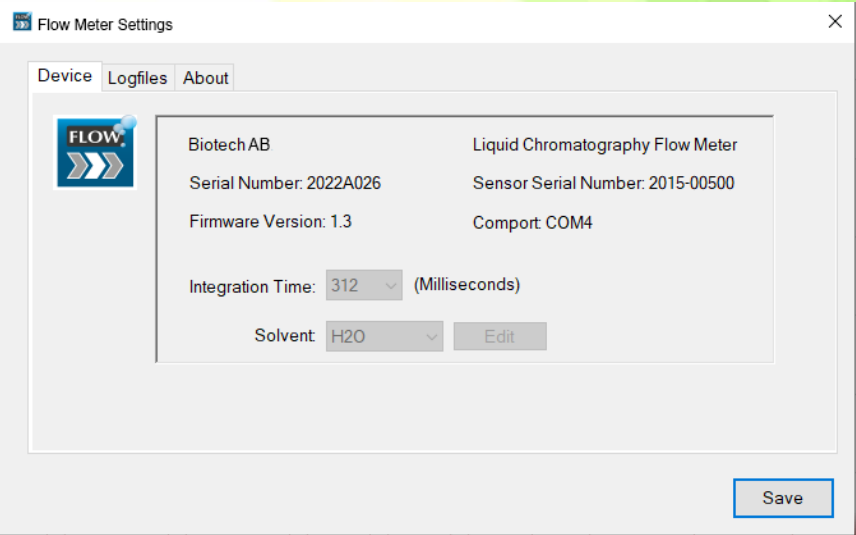 Flow Meter Settings
Device Logfiles About
FLOW
Biotech AB Liquid Chromatography Flow Meter
Serial Number: 2022A026 Sensor Serial Number: 2015-00500
Firmware Version: 1.3 Comport: COM4
Integration Time: 312 (Milliseconds)
Solvent: H2O Edit
Save